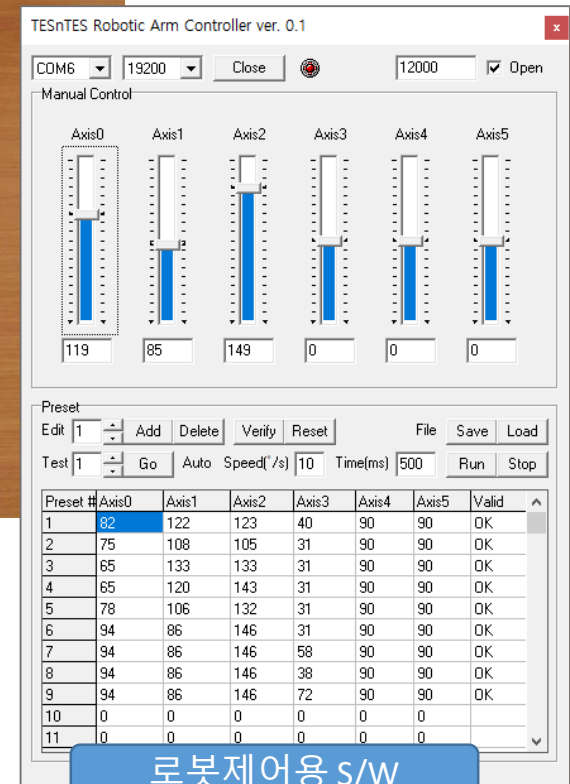 TESnTES Robotic Arm Controller ver. 0.1 x
COM6 19200 Close 12000 Open
Manual Control
Axis0 Axis1 Axis2 Axis3 Axis4 Axis5
119 85 149 0 0 0
Preset
Edit 1 Add Delete Verify Reset File Save Load
Test 1 Go Auto Speed(˚/s) 10 Time(ms) 500 Run Stop
Preset # Axis0 Axis1 Axis2 Axis3 Axis4 Axis5 Valid
1 82 122 123 40 90 90 OK
2 75 108 105 31 90 90 OK
3 65 133 133 31 90 90 OK
4 65 120 143 31 90 90 OK
5 78 106 132 31 90 90 OK
6 94 86 146 31 90 90 OK
7 94 86 146 58 90 90 OK
8 94 86 146 38 90 90 OK
9 94 86 146 72 90 90 OK
10 0 0 0 0 0 0
11 0 0 0 0 0 0
로봇제어용 S/W